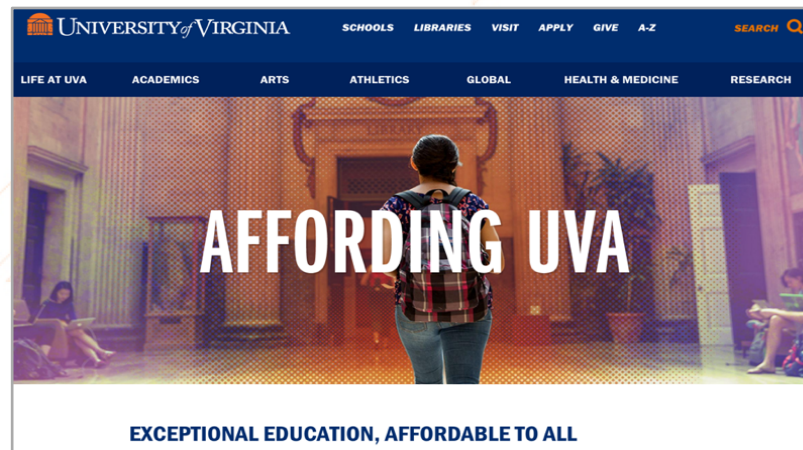 UNIVERSITY of VIRGINIA
SCHOOLS LIBRARIES VISIT APPLY GIVE A-Z SEARCH
LIFE AT UVA ACADEMICS ARTS ATHLETICS GLOBAL HEALTH & MEDICINE RESEARCH
LIBRARY
AFFORDING UVA
EXCEPTIONAL EDUCATION, AFFORDABLE TO ALL